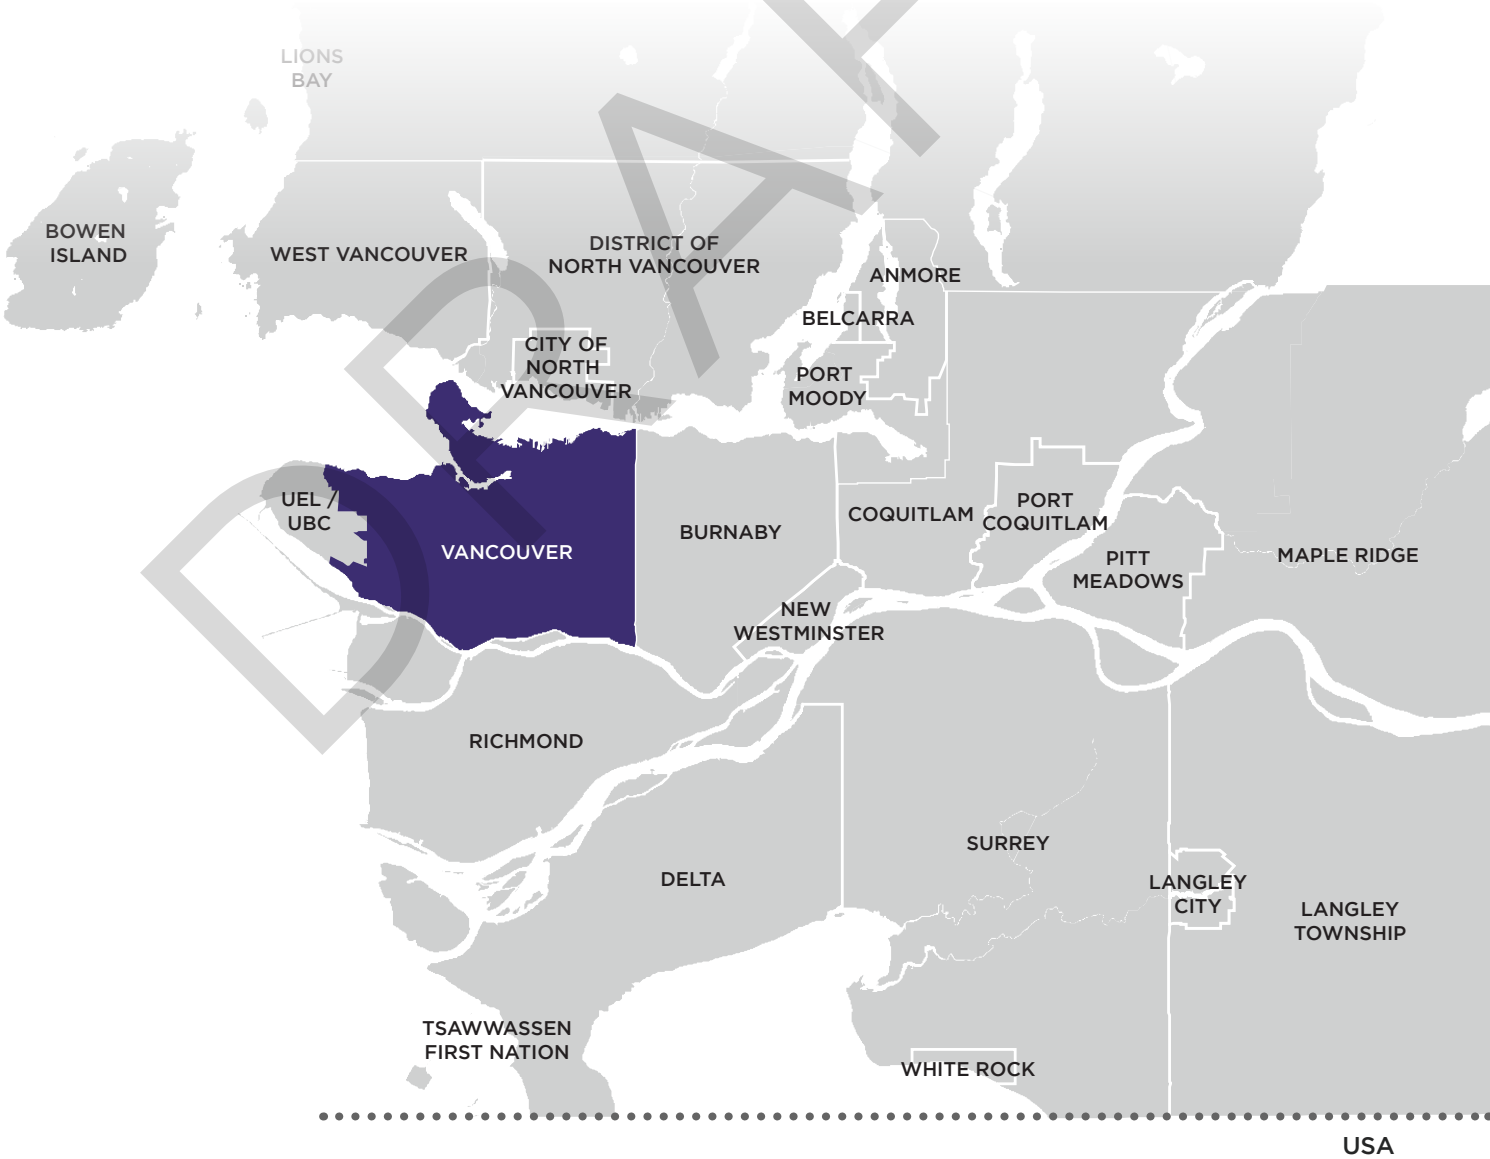 LIONS
BAY
BOWEN
ISLAND
WEST VANCOUVER
DISTRICT OF
NORTH VANCOUVER
ANMORE
BELCARRA
CITY OF
NORTH
VANCOUVER
PORT
MOODY
UEL /
UBC
VANCOUVER
BURNABY
COQUITLAM
PORT
COQUITLAM
PITT
MEADOWS
MAPLE RIDGE
NEW
WESTMINSTER
RICHMOND
DELTA
SURREY
LANGLEY
CITY
LANGLEY
TOWNSHIP
TSAWWASSEN
FIRST NATION
WHITE ROCK
USA